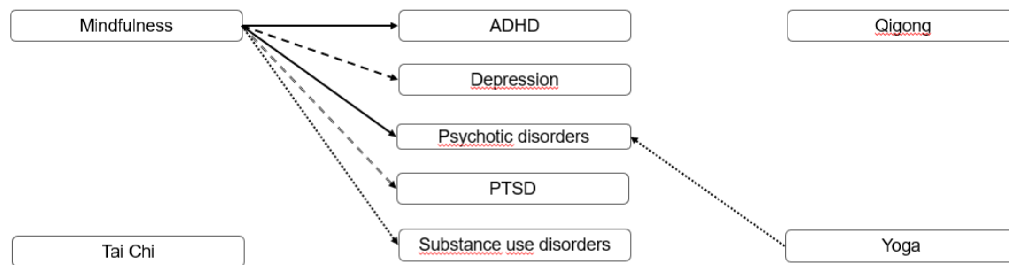 Mindfulness
ADHD
Qigong
Depression
Psychotic disorders
PTSD
Tai Chi
Substance use disorders
Yoga